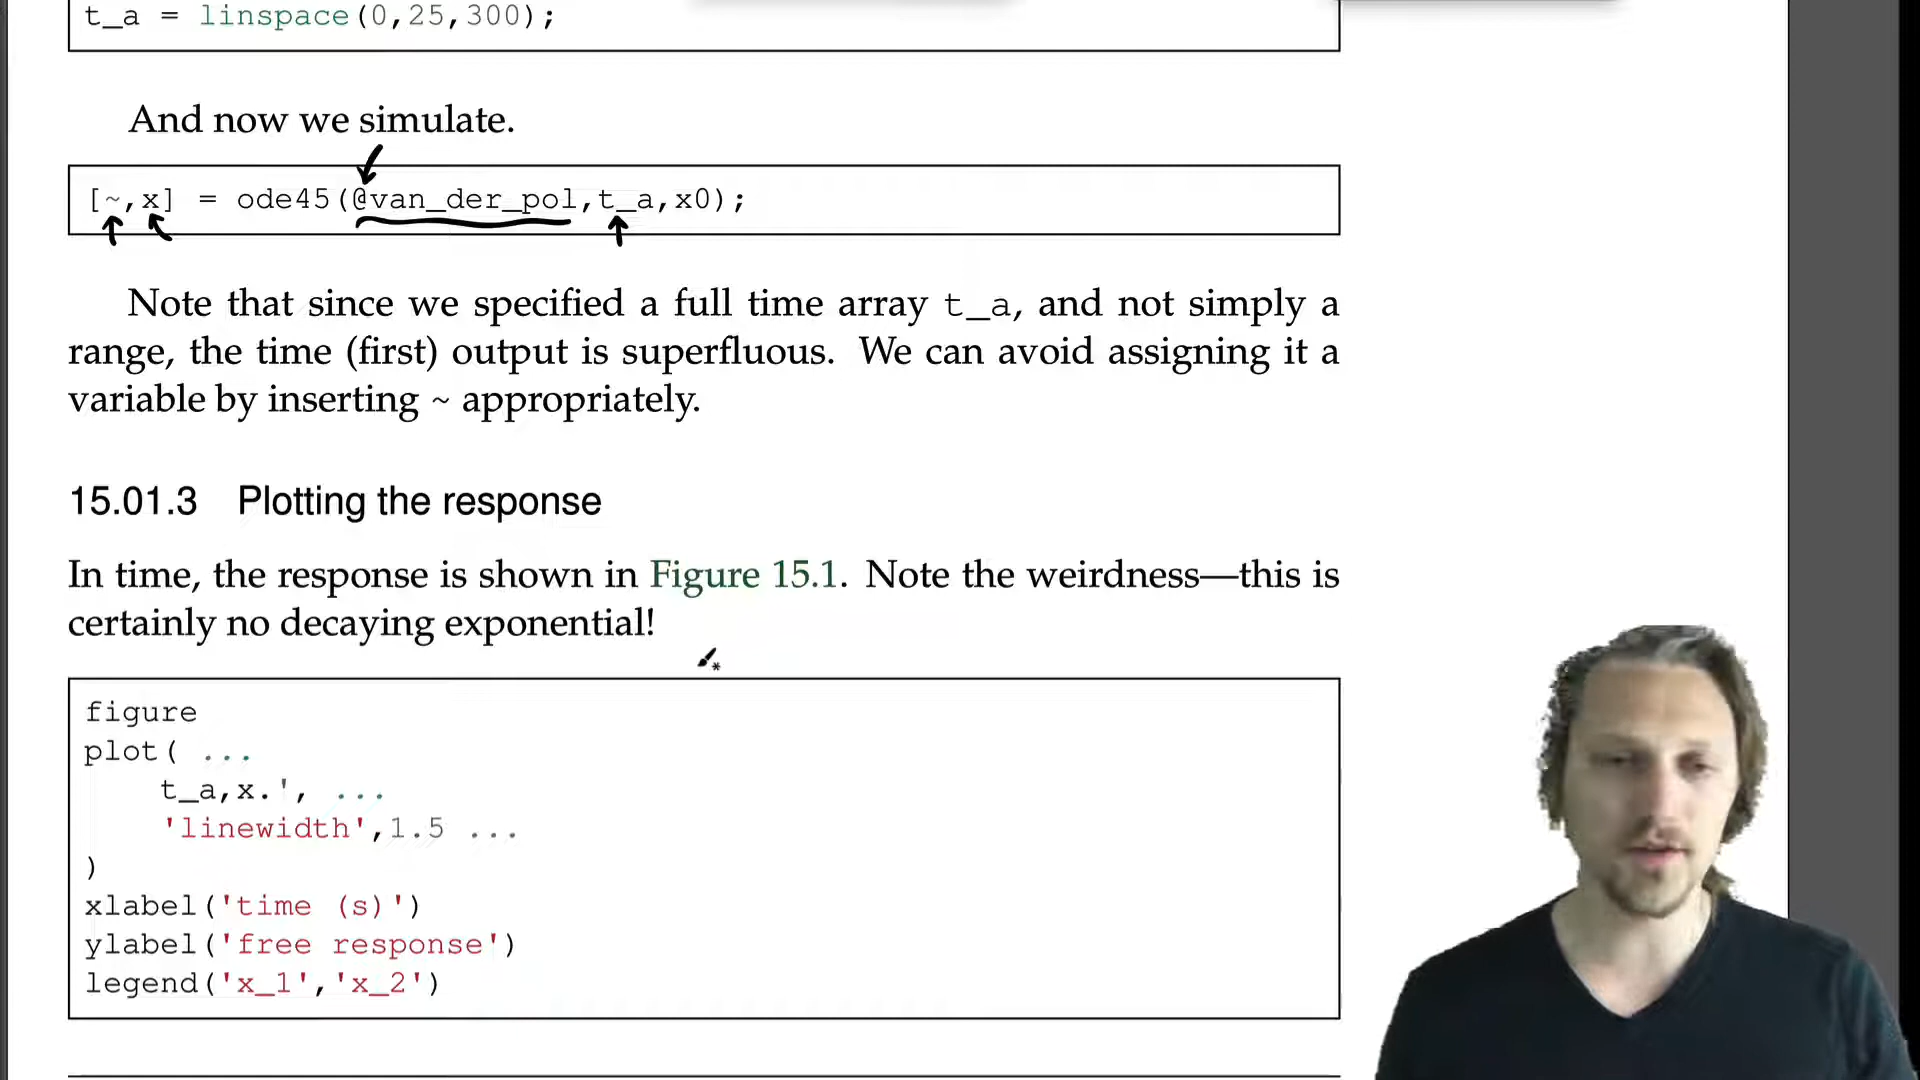 t_a = linspace(0,25,300);
And now we simulate.
[~,x] = ode45(@van_der_pol,t_a,x0);
Note that since we specified a full time array t_a, and not simply a
range, the time (first) output is superfluous. We can avoid assigning it a
variable by inserting ~ appropriately.
15.01.3 Plotting the response
In time, the response is shown in Figure 15.1. Note the weirdness—this is
certainly no decaying exponential!
figure
plot( ...
t_a,x.', ...
'linewidth',1.5 ...
)
xlabel('time (s)')
ylabel('free response')
legend('x_1','x_2')